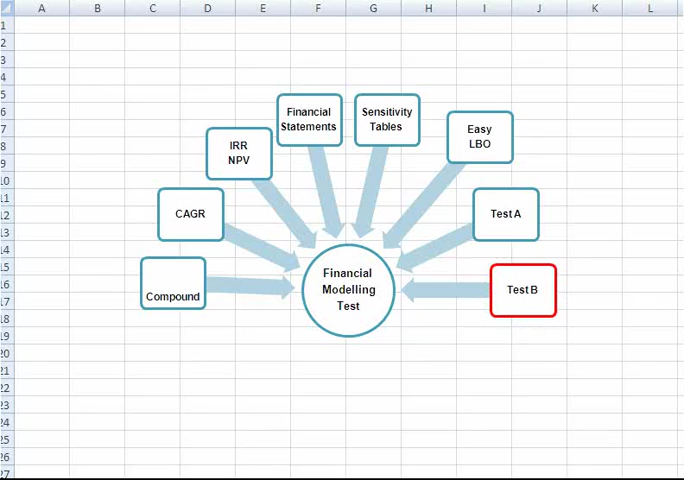 A B C D E F G H I J K L
1
2
3
4
5
6
7
8
9
10
11
12
13
14
15
16
17
18
19
20
21
22
23
24
25
26
27
Financial
Statements
Sensitivity
Tables
Easy
LBO
IRR
NPV
CAGR
Test A
Compound
Financial
Modelling
Test
Test B